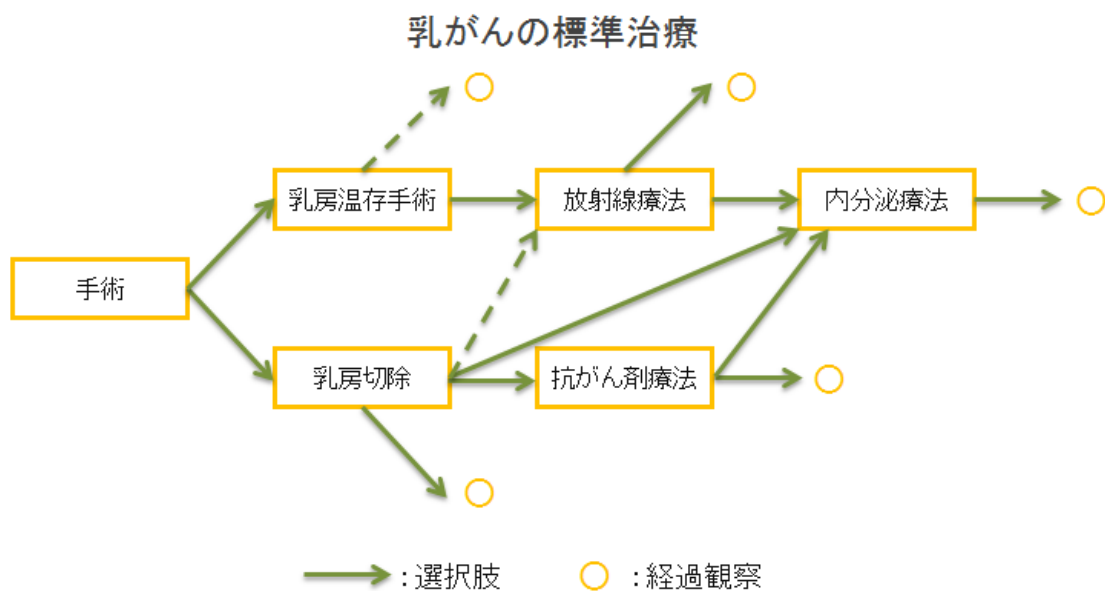 乳がんの標準治療
乳房温存手術
放射線療法
内分泌療法
手術
乳房切除
抗がん剤療法
：選択肢
：経過観察